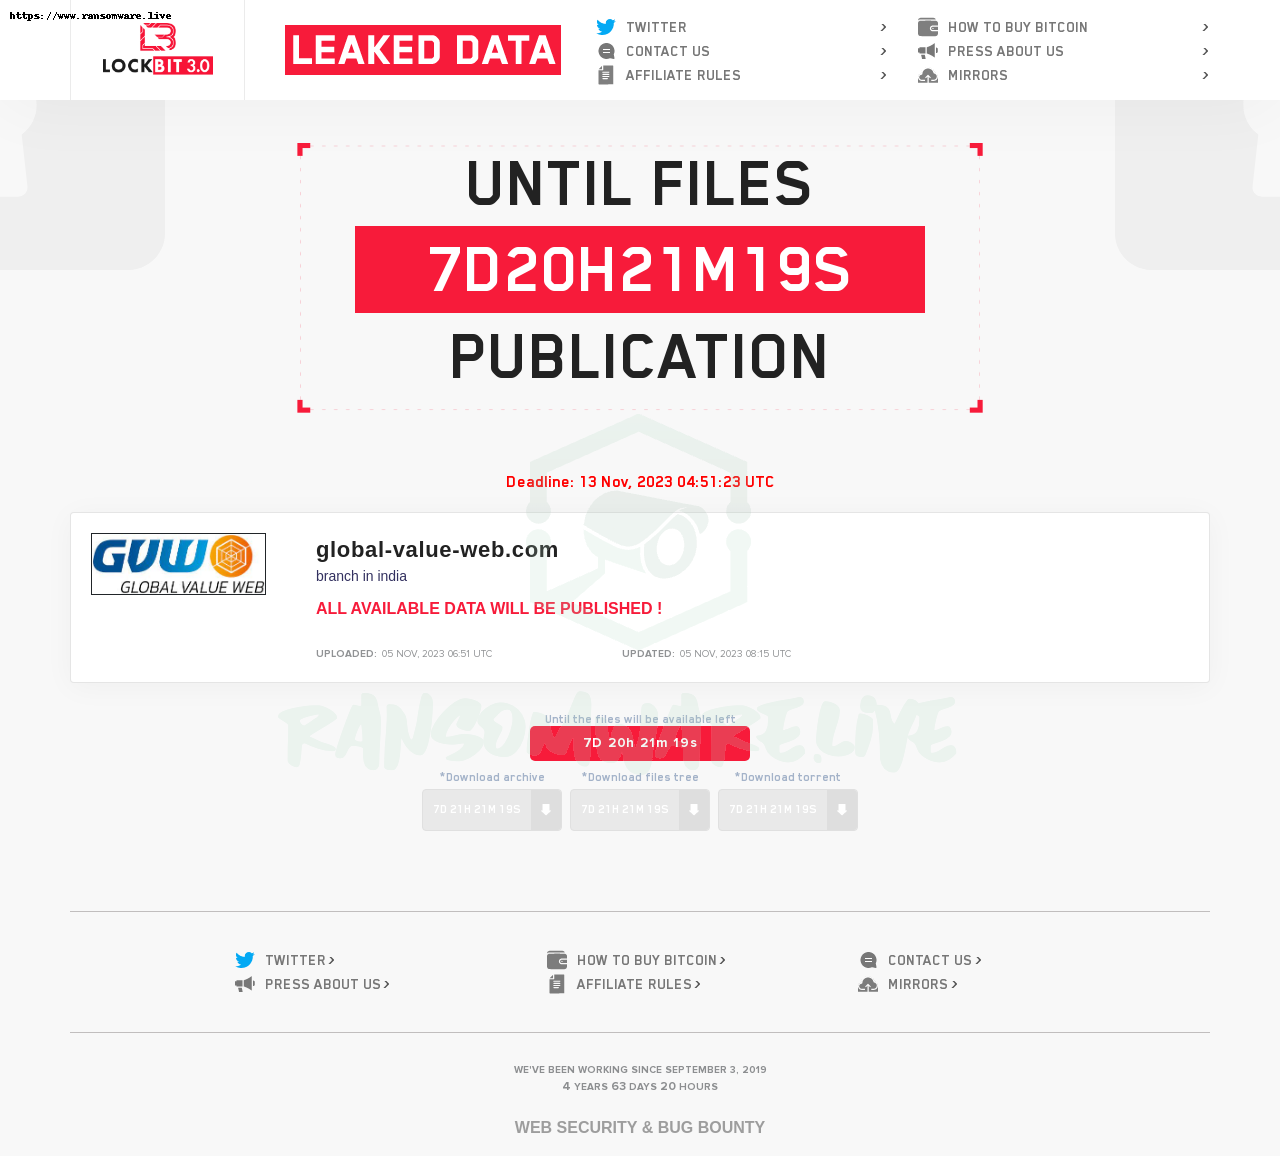 https://www.ransomware.live
LOCKBIT 3.0
LEAKED DATA
TWITTER
CONTACT US
AFFILIATE RULES
HOW TO BUY BITCOIN
PRESS ABOUT US
MIRRORS
UNTIL FILES
7D20H21M19S
PUBLICATION
Deadline: 13 Nov, 2023 04:51:23 UTC
GVW
GLOBAL VALUE WEB
global-value-web.com
branch in india
ALL AVAILABLE DATA WILL BE PUBLISHED !
UPLOADED: 05 NOV, 2023 06:51 UTC
UPDATED: 05 NOV, 2023 08:15 UTC
RANSOMWARE.LIVE
Until the files will be available left
7D 20h 21m 19s
*Download archive
*Download files tree
*Download torrent
7D 21H 21M 19S
7D 21H 21M 19S
7D 21H 21M 19S
TWITTER
HOW TO BUY BITCOIN
CONTACT US
PRESS ABOUT US
AFFILIATE RULES
MIRRORS
WE'VE BEEN WORKING SINCE SEPTEMBER 3, 2019
4 YEARS 63 DAYS 20 HOURS
WEB SECURITY & BUG BOUNTY